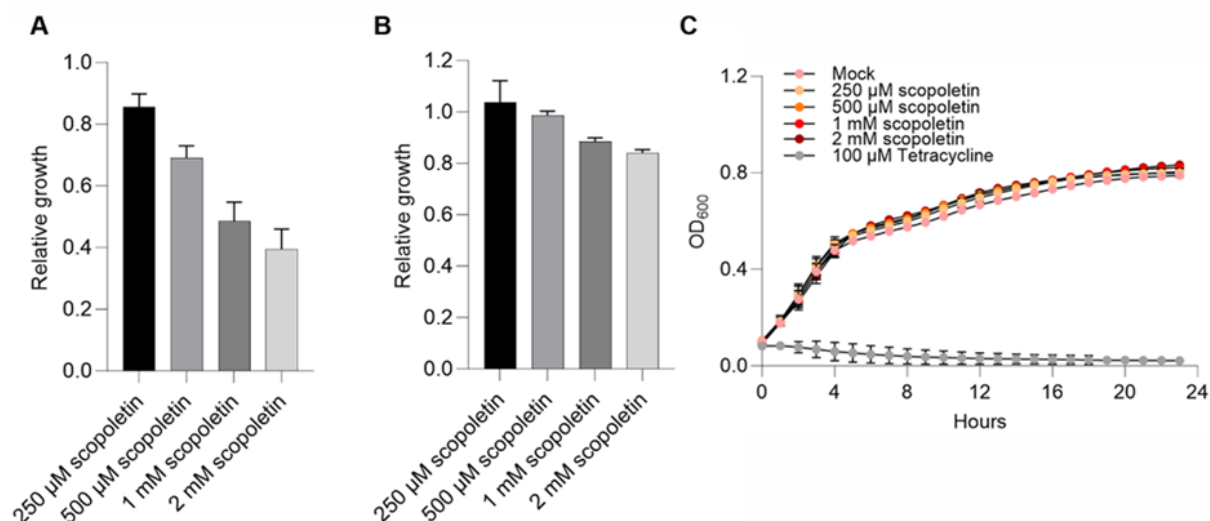 A
Relative growth
1.0
0.8
0.6
0.4
0.2
0.0
250 µM scopoletin
500 µM scopoletin
1 mM scopoletin
2 mM scopoletin
B
Relative growth
1.2
1.0
0.8
0.6
0.4
0.2
0.0
250 µM scopoletin
500 µM scopoletin
1 mM scopoletin
2 mM scopoletin
C
Mock
250 µM scopoletin
500 µM scopoletin
1 mM scopoletin
2 mM scopoletin
100 µM Tetracycline
OD600
1.2
0.8
0.4
0.0
0 4 8 12 16 20 24
Hours